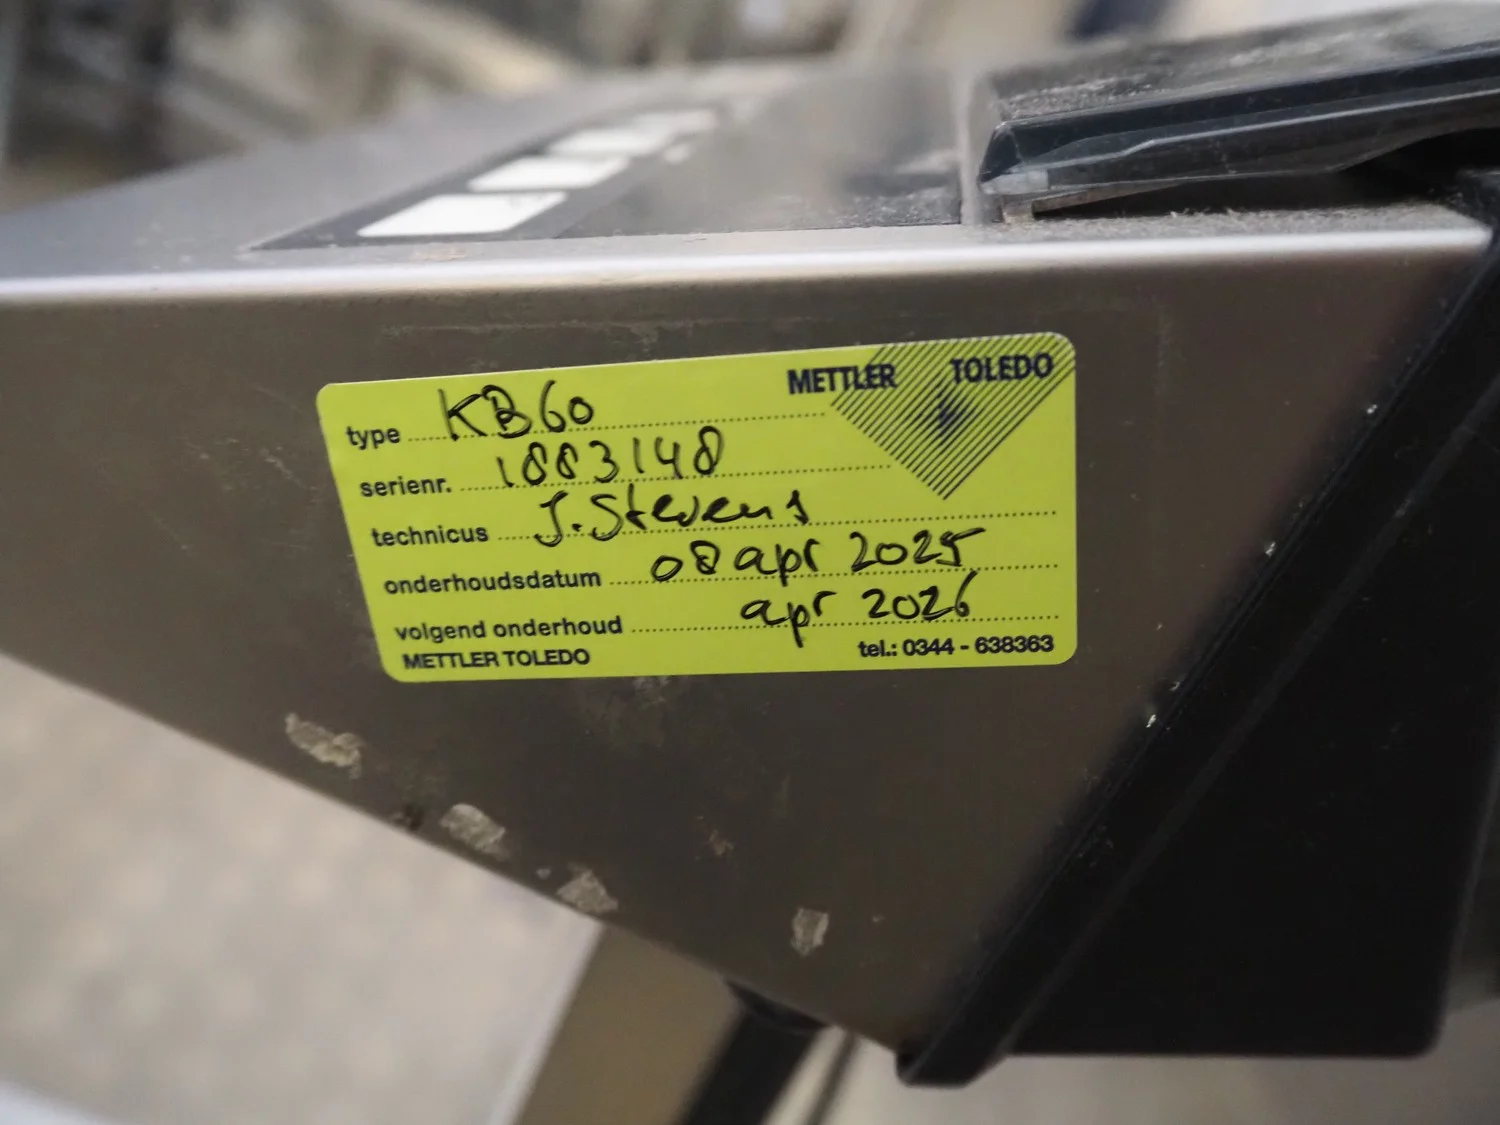 METTLER TOLEDO
type KB60
serienr. 1883148
technicus J. Stevens
onderhoudsdatum 08 apr 2025
volgend onderhoud apr 2026
METTLER TOLEDO tel.: 0344 - 638363